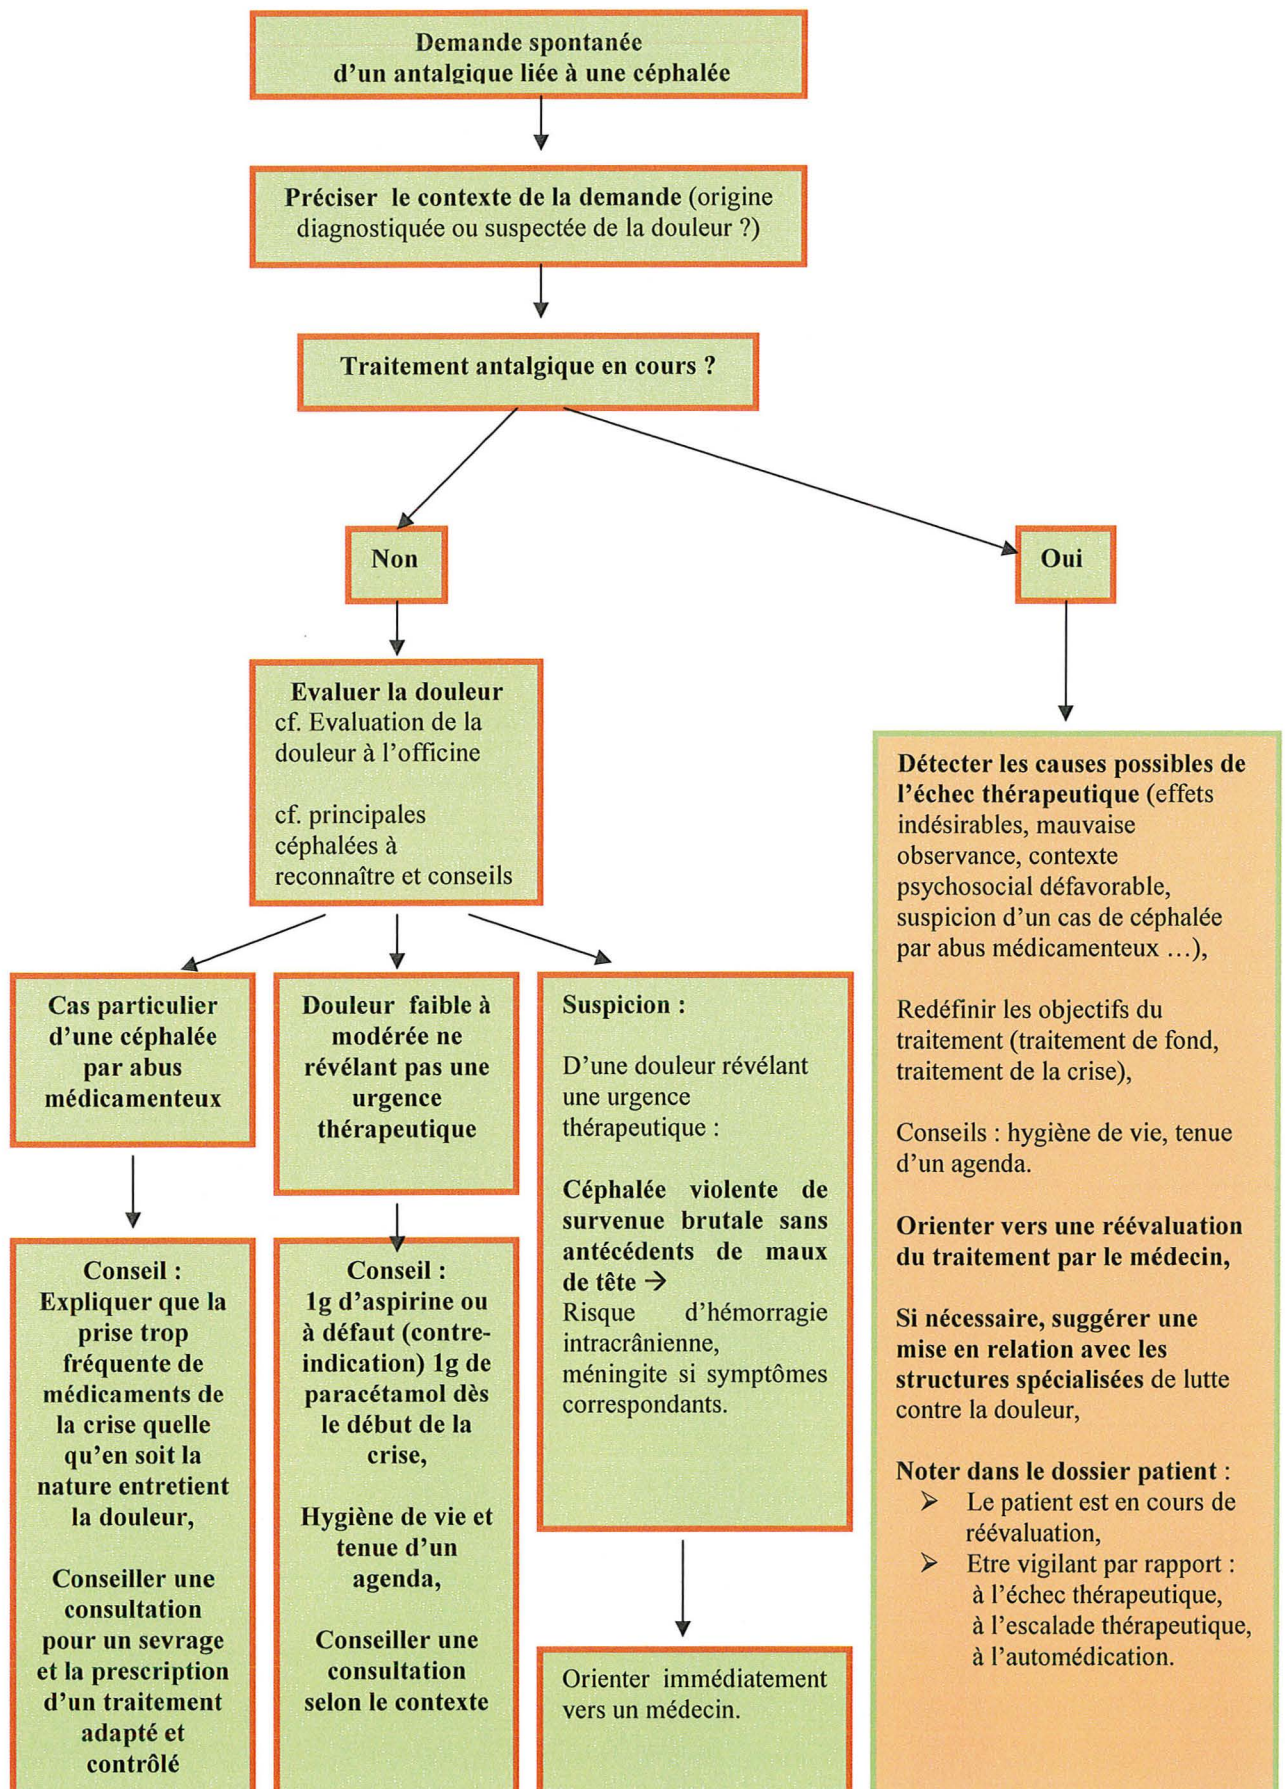 Demande spontanée
d’un antalgique liée à une céphalée
Préciser le contexte de la demande (origine
diagnostiquée ou suspectée de la douleur ?)
Traitement antalgique en cours ?
Non
Oui
Evaluer la douleur
cf. Evaluation de la
douleur à l’officine
cf. principales
céphalées à
reconnaître et conseils
Cas particulier
d’une céphalée
par abus
médicamenteux
Conseil :
Expliquer que la
prise trop
fréquente de
médicaments de
la crise quelle
qu’en soit la
nature entretient
la douleur,
Conseiller une
consultation
pour un sevrage
et la prescription
d’un traitement
adapté et
contrôlé
Douleur faible à
modérée ne
révélant pas une
urgence
thérapeutique
Conseil :
1g d’aspirine ou
à défaut (contre-
indication) 1g de
paracétamol dès
le début de la
crise,
Hygiène de vie et
tenue d’un
agenda,
Conseiller une
consultation
selon le contexte
Suspicion :
D’une douleur révélant
une urgence
thérapeutique :
Céphalée violente de
survenue brutale sans
antécédents de maux
de tête →
Risque d’hémorragie
intracrânienne,
méningite si symptômes
correspondants.
Orienter immédiatement
vers un médecin.
Détecter les causes possibles de
l’échec thérapeutique (effets
indésirables, mauvaise
observance, contexte
psychosocial défavorable,
suspicion d’un cas de céphalée
par abus médicamenteux …),
Redéfinir les objectifs du
traitement (traitement de fond,
traitement de la crise),
Conseils : hygiène de vie, tenue
d’un agenda.
Orienter vers une réévaluation
du traitement par le médecin,
Si nécessaire, suggérer une
mise en relation avec les
structures spécialisées de lutte
contre la douleur,
Noter dans le dossier patient :
➢ Le patient est en cours de
réévaluation,
➢ Etre vigilant par rapport :
à l’échec thérapeutique,
à l’escalade thérapeutique,
à l’automédication.